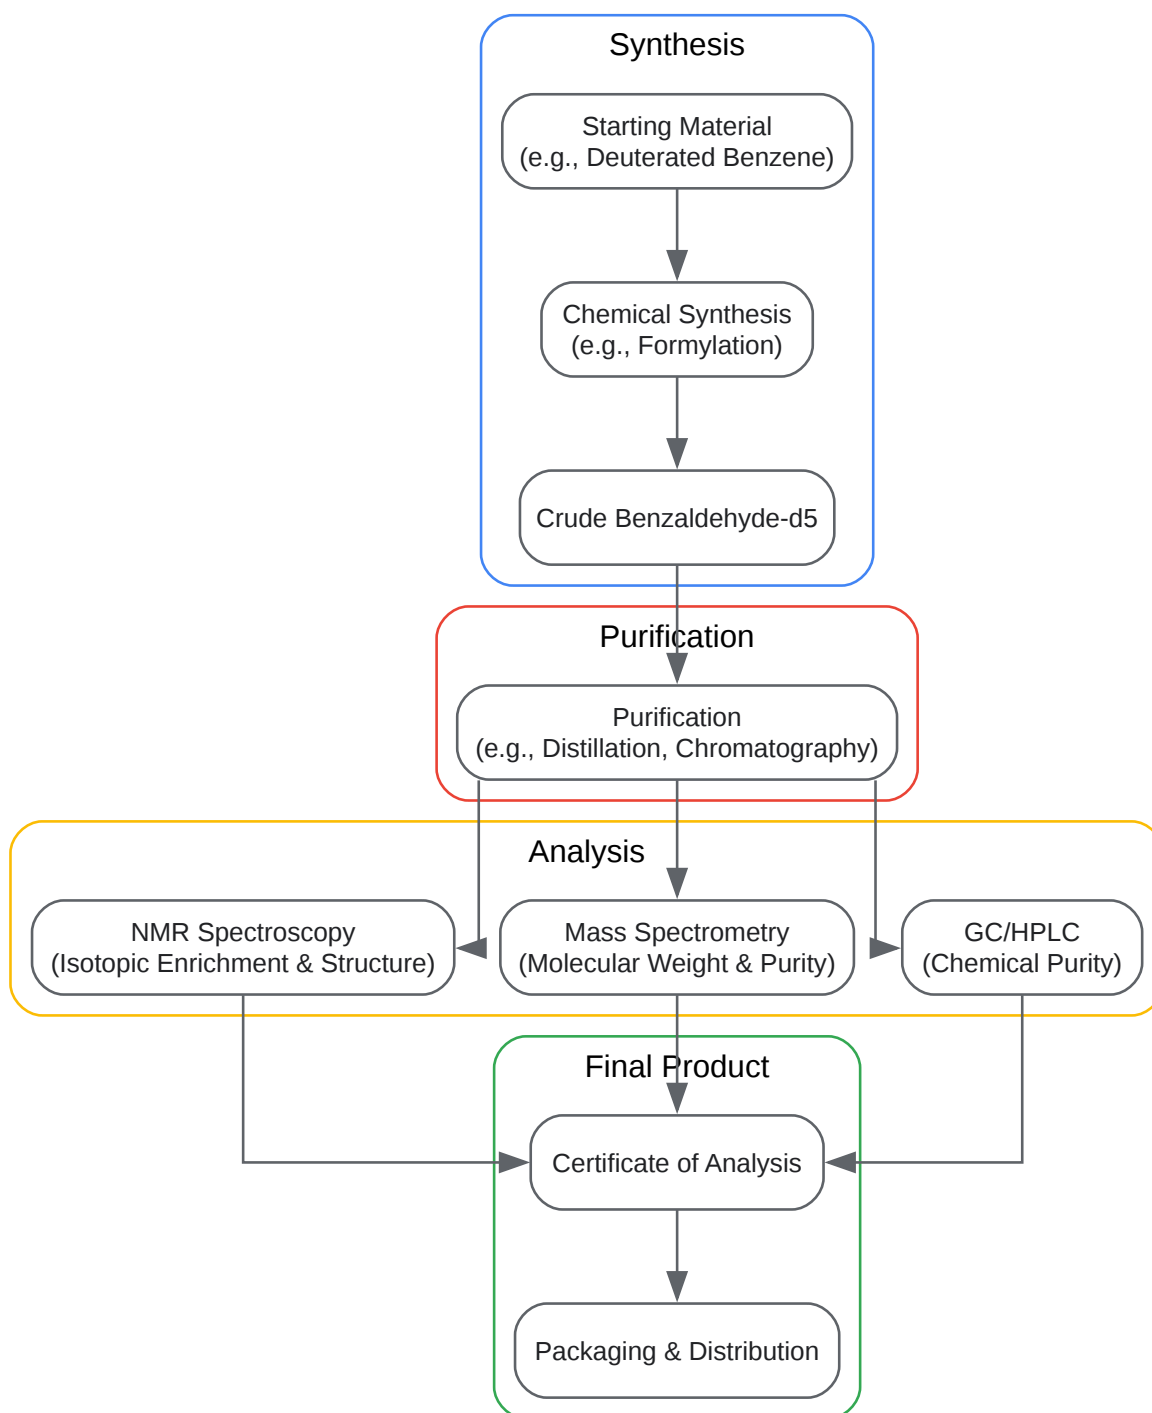 Synthesis
Starting Material
(e.g., Deuterated Benzene)
Chemical Synthesis
(e.g., Formylation)
Crude Benzaldehyde-d5
Purification
Purification
(e.g., Distillation, Chromatography)
Analysis
NMR Spectroscopy
(Isotopic Enrichment & Structure)
Mass Spectrometry
(Molecular Weight & Purity)
GC/HPLC
(Chemical Purity)
Final Product
Certificate of Analysis
Packaging & Distribution